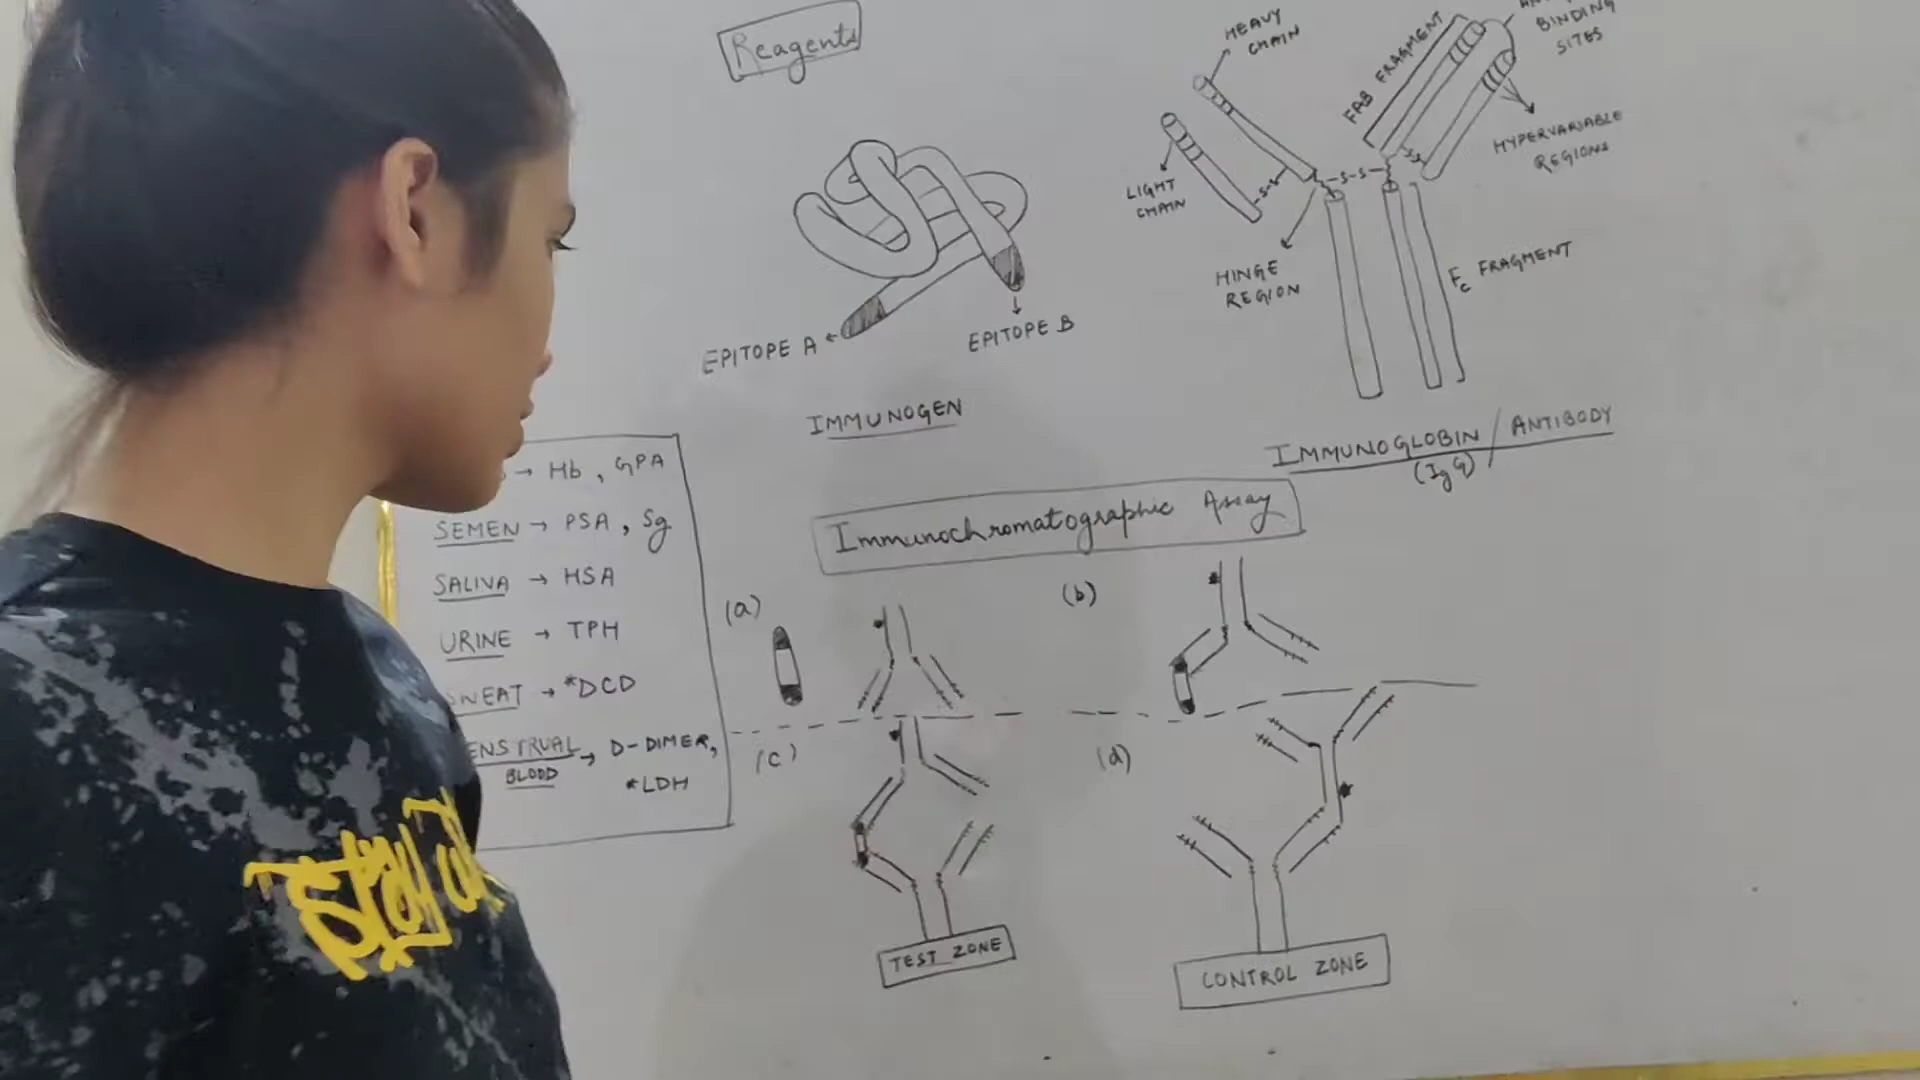 Reagents
HEAVY
CHAIN
FAB FRAGMENT
BINDING
SITES
HYPERVARIABLE
REGIONS
-S-S-
-S-S-
S-S
LIGHT
CHAIN
HINGE
REGION
Fc FRAGMENT
EPITOPE A
EPITOPE B
IMMUNOGEN
IMMUNOGLOBIN / ANTIBODY
(IgG)
→ Hb, GPA
SEMEN → PSA, Sg
SALIVA → HSA
URINE → TPH
SWEAT → *DCD
ENSTRUAL → D-DIMER,
BLOOD *LDH
Immunochromatographic Assay
(a)
(b)
(c)
(d)
TEST ZONE
CONTROL ZONE
Stay